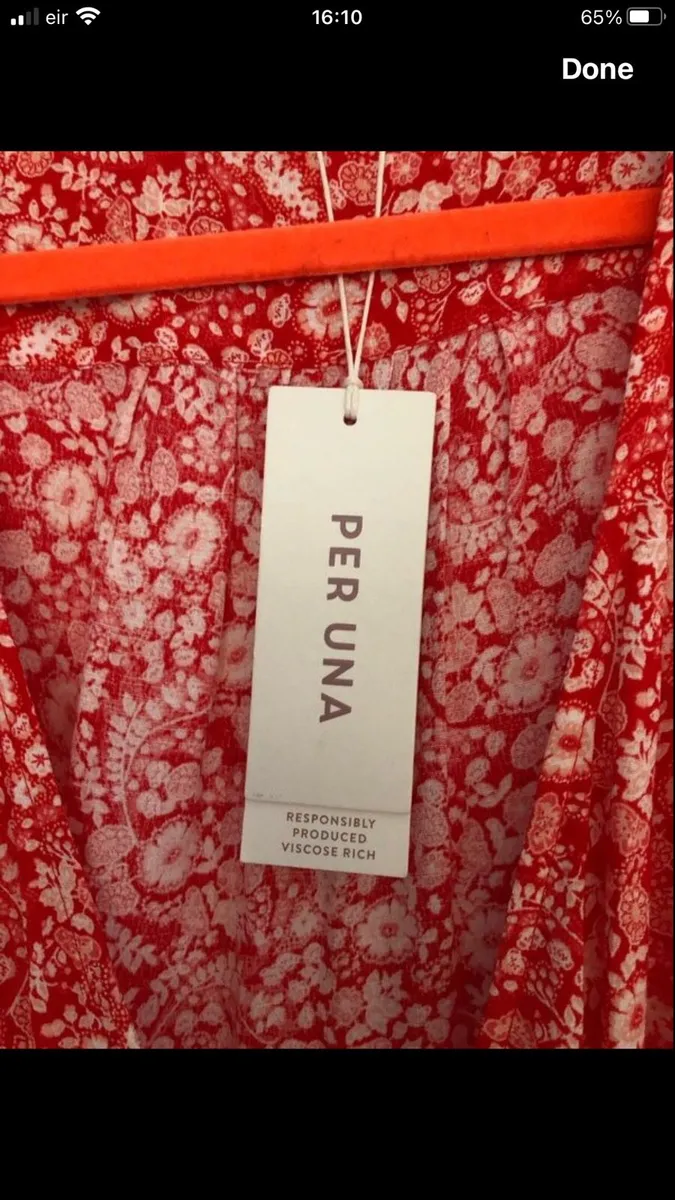 eir
16:10
65%
Done
PER UNA
RESPONSIBLY
PRODUCED
VISCOSE RICH